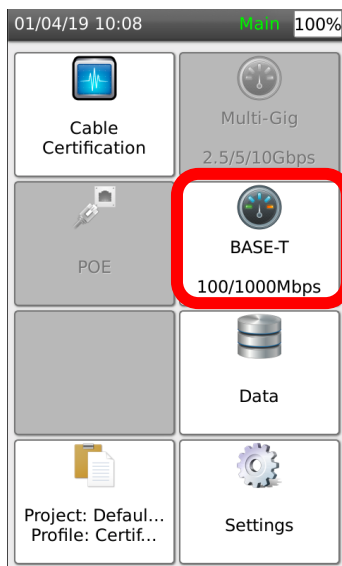 01/04/19 10:08 Main 100%
Cable
Certification
Multi-Gig
2.5/5/10Gbps
POE
BASE-T
100/1000Mbps
Data
Project: Defaul...
Profile: Certif...
Settings